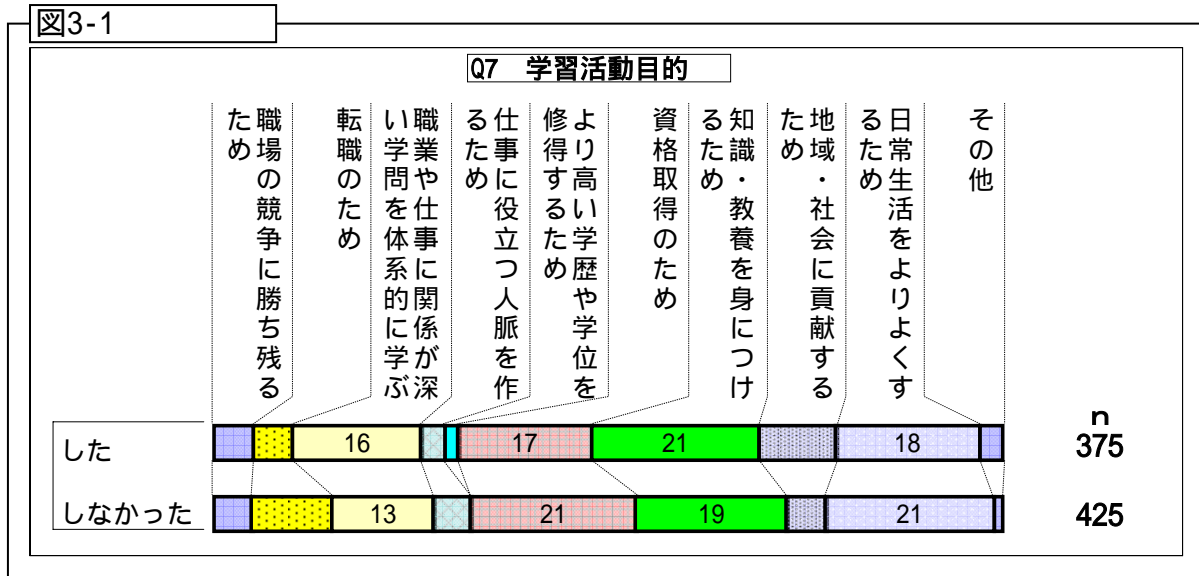 図3-1
Q7 学習活動目的
職場の競争に勝ち残る
ため
転職のため
職業や仕事に関係が深
い学問を体系的に学ぶ
仕事に役立つ人脈を作
るため
より高い学歴や学位を
修得するため
資格取得のため
知識・教養を身につけ
るため
地域・社会に貢献する
ため
日常生活をよりよくす
るため
その他
n
した 16 17 21 18 375
しなかった 13 21 19 21 425